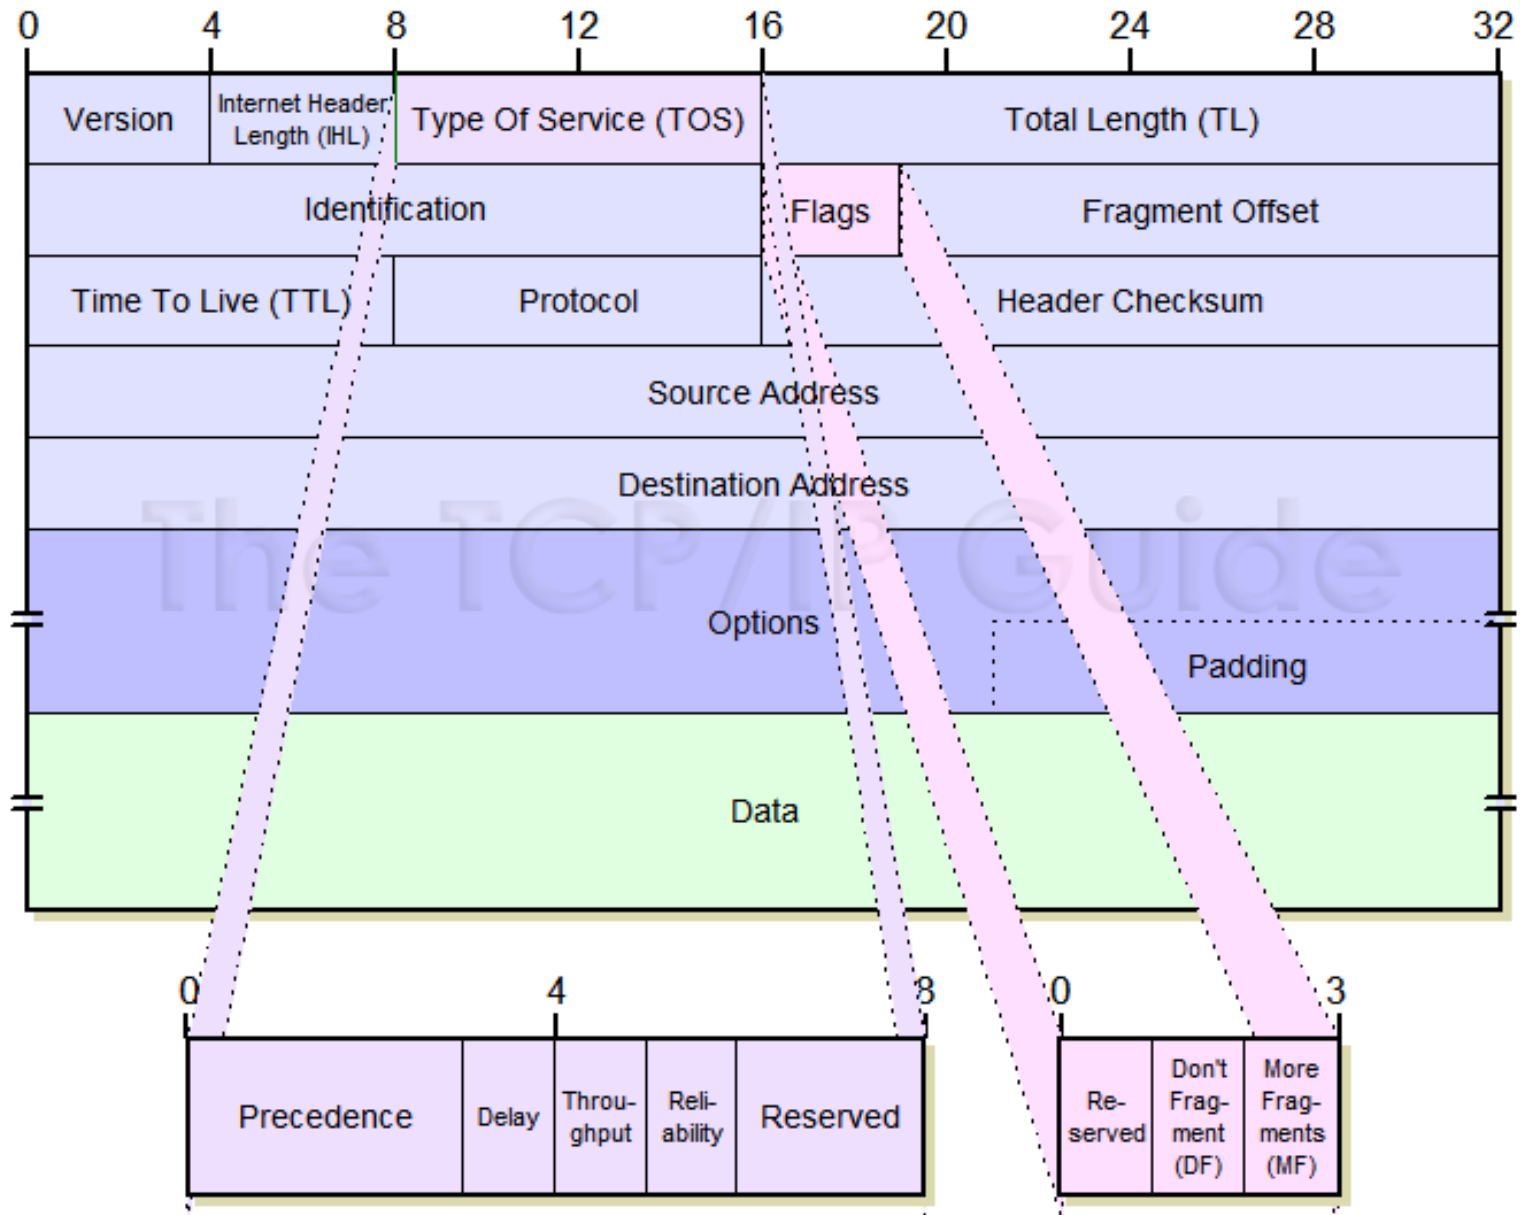 0 4 8 12 16 20 24 28 32
Version
Internet Header
Length (IHL)
Type Of Service (TOS)
Total Length (TL)
Identification
Flags
Fragment Offset
Time To Live (TTL)
Protocol
Header Checksum
Source Address
Destination Address
The TCP/IP Guide
Options
Padding
Data
0 4 8
Precedence
Delay
Throu-
ghput
Reli-
ability
Reserved
0 3
Re-
served
Don't
Frag-
ment
(DF)
More
Frag-
ments
(MF)